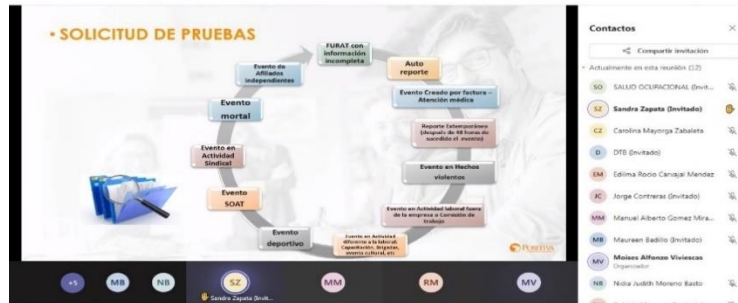 • SOLICITUD DE PRUEBAS
FURAT con
información
incompleta
Auto
reporte
Evento Creado por factura –
Atención médica
Reporte Extemporáneo
(después de 48 horas de
sucedido el evento)
Evento en Hechos
violentos
Evento en Actividad laboral fuera
de la empresa o Comisión de
trabajo
Evento en Actividad
diferente a la laboral:
Capacitación, Brigadas,
evento cultural, etc
Evento
deportivo
Evento
SOAT
Evento en
Actividad
Sindical
Evento
mortal
Evento de
Afiliados
independientes
POSITIVA
+5
MB
NB
SZ
Sandra Zapata (Invit...
MM
RM
MV
Contactos
Compartir invitación
Actualmente en esta reunión (12)
SO SALUD OCUPACIONAL (Invit...
SZ Sandra Zapata (Invitado)
CZ Carolina Mayorga Zabaleta
D DTB (Invitado)
EM Edilma Rocio Carvajal Mendez
JC Jorge Contreras (Invitado)
MM Manuel Alberto Gomez Mira...
MB Maureen Badillo (Invitado)
MV Moises Alfonso Viviescas
Organizador
NB Nidia Judith Moreno Basto